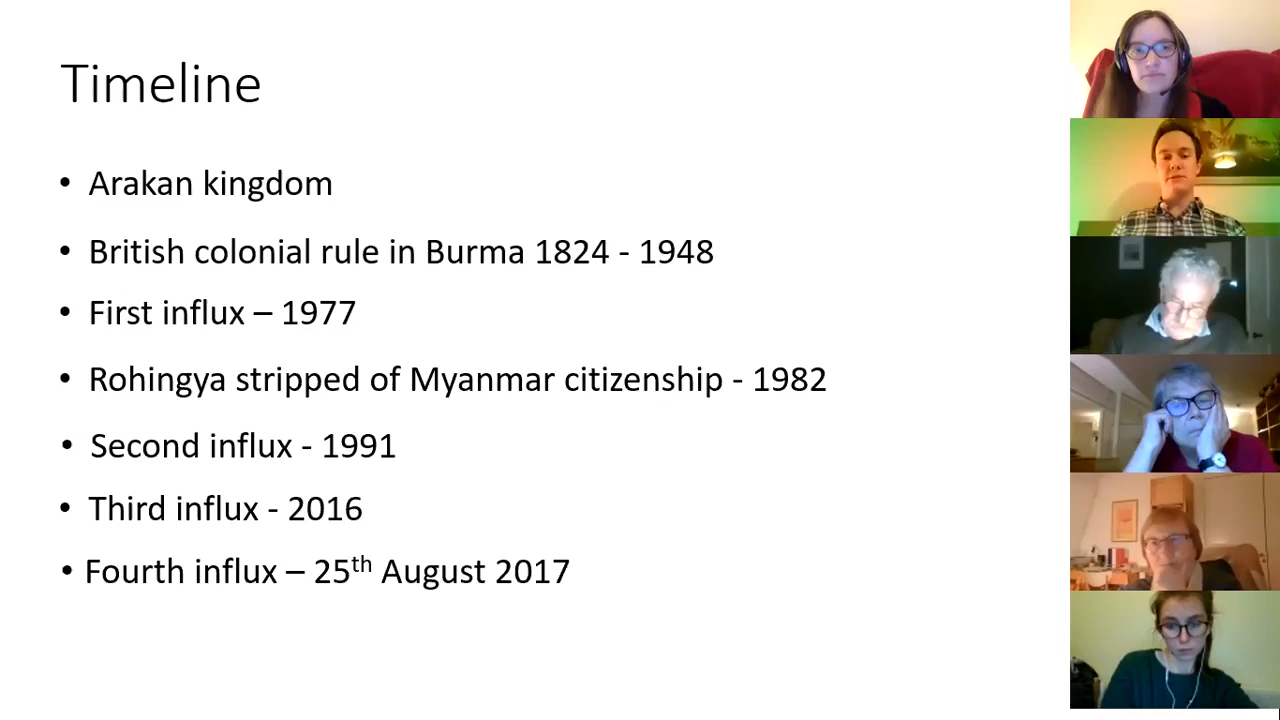 Timeline
• Arakan kingdom
• British colonial rule in Burma 1824 - 1948
• First influx – 1977
• Rohingya stripped of Myanmar citizenship - 1982
• Second influx - 1991
• Third influx - 2016
• Fourth influx – 25th August 2017